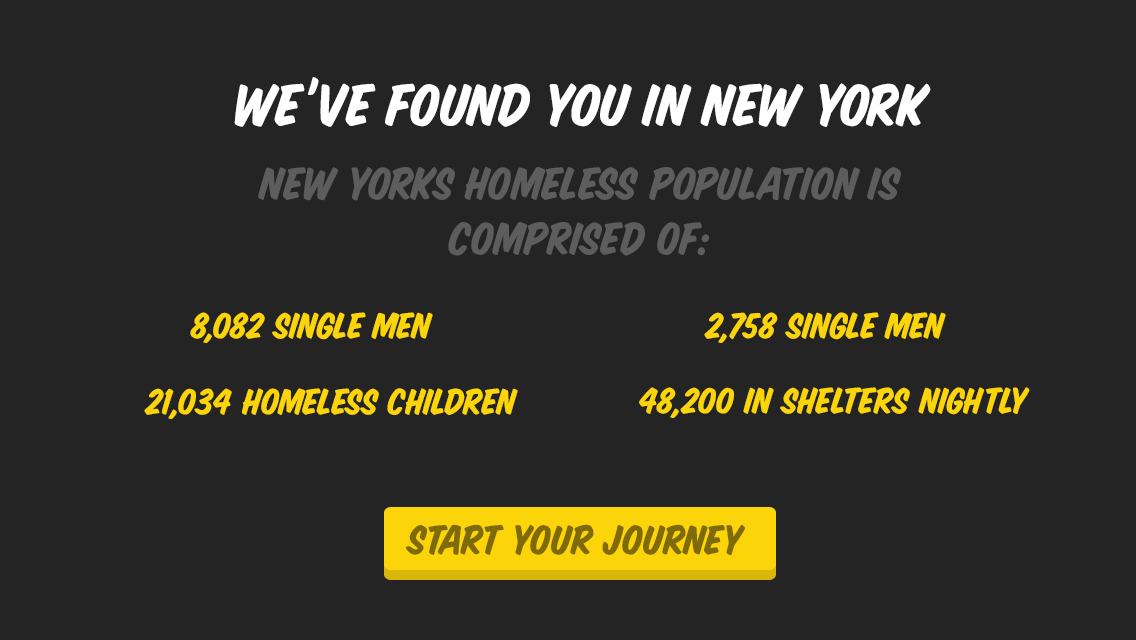 WE'VE FOUND YOU IN NEW YORK
NEW YORKS HOMELESS POPULATION IS
COMPRISED OF:
8,082 SINGLE MEN
2,758 SINGLE MEN
21,034 HOMELESS CHILDREN
48,200 IN SHELTERS NIGHTLY
START YOUR JOURNEY